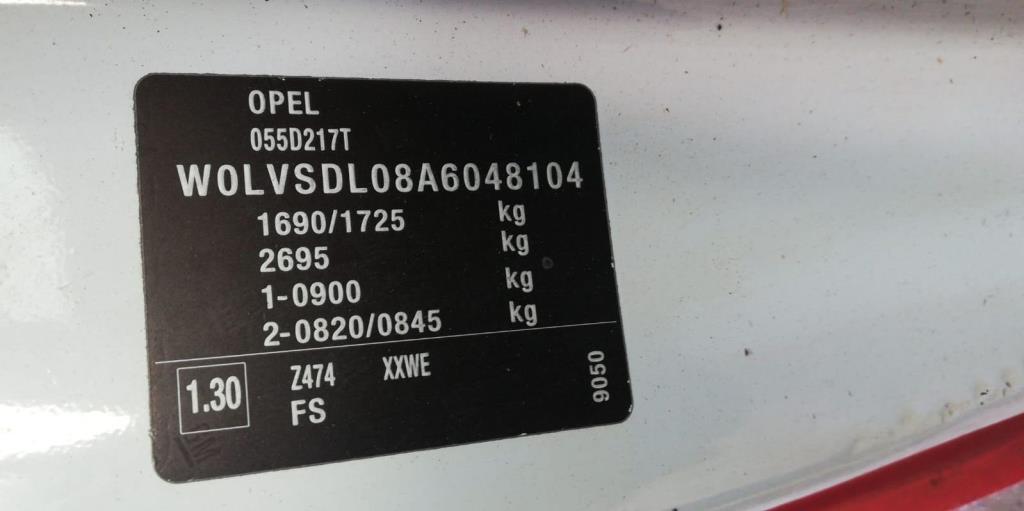 OPEL
055D217T
W0LVSDL08A6048104
1690/1725 kg
2695 kg
1-0900 kg
2-0820/0845 kg
1.30 Z474 XXWE
FS
9050